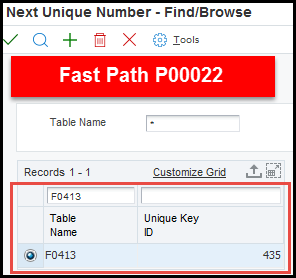 Next Unique Number - Find/Browse
Tools
Fast Path P00022
Table Name *
Records 1 - 1 Customize Grid
F0413
Table Name Unique Key ID
F0413 435